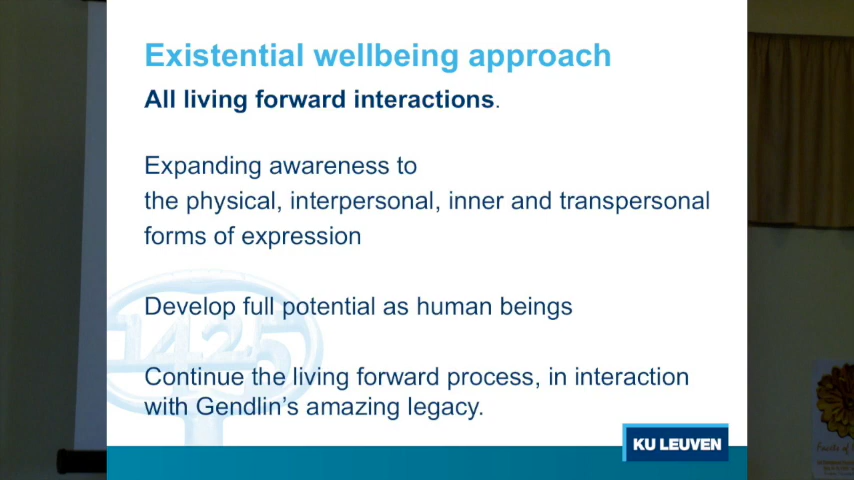 Existential wellbeing approach
All living forward interactions.
Expanding awareness to
the physical, interpersonal, inner and transpersonal
forms of expression
Develop full potential as human beings
Continue the living forward process, in interaction
with Gendlin's amazing legacy.
1425
KU LEUVEN